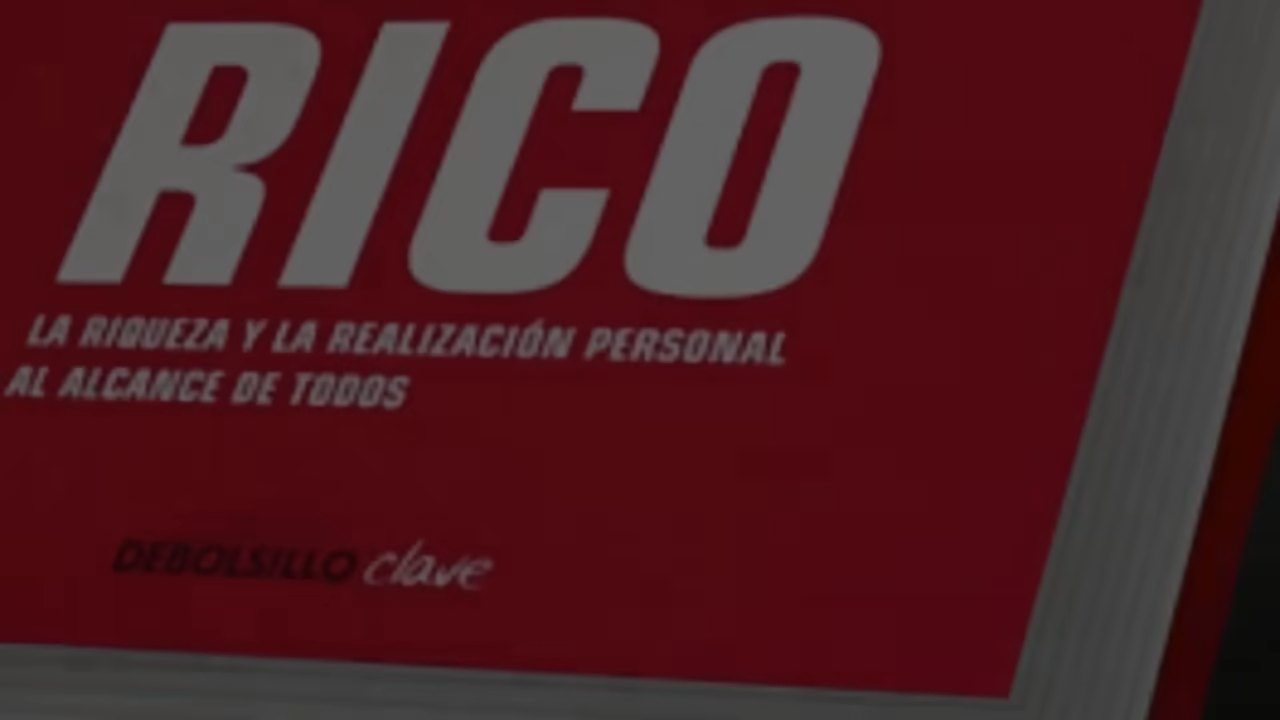 RICO
LA RIQUEZA Y LA REALIZACIÓN PERSONAL
AL ALCANCE DE TODOS
DEBOLSILLO clave